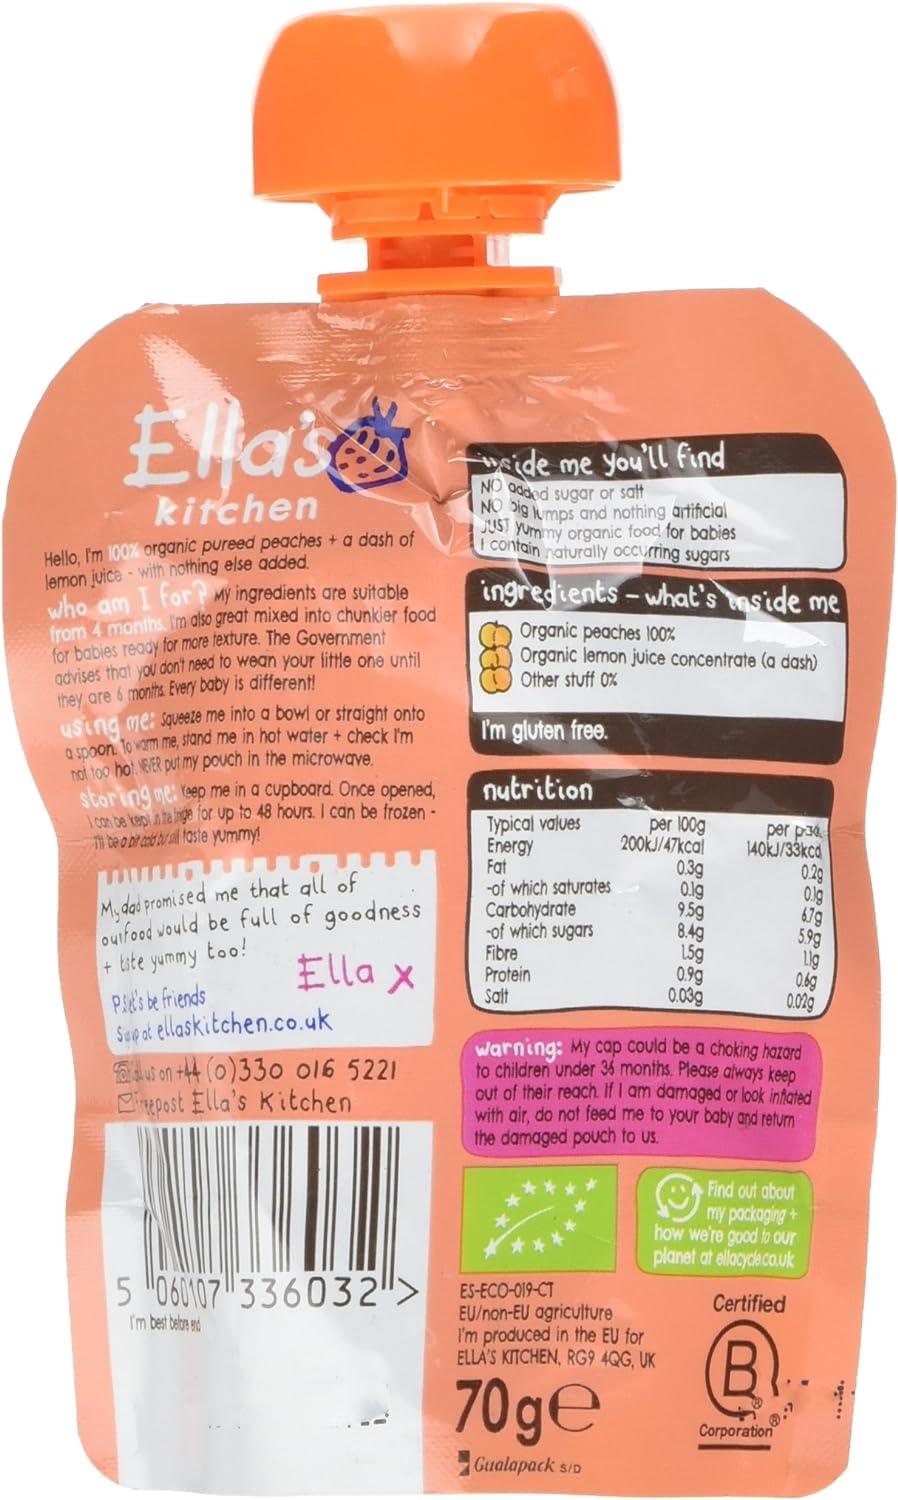 Ella's
kitchen
Hello, I'm 100% organic pureed peaches + a dash of
lemon juice - with nothing else added.
who am I for? My ingredients are suitable
from 4 months. I'm also great mixed into chunkier food
for babies ready for more texture. The Government
advises that you don't need to wean your little one until
they are 6 months. Every baby is different!
using me: Squeeze me into a bowl or straight onto
a spoon. To warm me, stand me in hot water + check I'm
not too hot. NEVER put my pouch in the microwave.
storing me: Keep me in a cupboard. Once opened,
I can be kept in the fridge for up to 48 hours. I can be frozen -
I'll be a bit cold but still taste yummy!
My dad promised me that all of
our food would be full of goodness
+ taste yummy too!
Ella x
P.S let's be friends
at ellaskitchen.co.uk
us on +44 (0)330 016 5221
Freepost Ella's Kitchen
5 060107 336032 >
I'm best before end
inside me you'll find
NO added sugar or salt
NO big lumps and nothing artificial
JUST yummy organic food for babies
I contain naturally occurring sugars
ingredients - what's inside me
Organic peaches 100%
Organic lemon juice concentrate (a dash)
Other stuff 0%
I'm gluten free.
nutrition
Typical values per 100g per
Energy 200kJ/47kcal 140kJ/33kcal
Fat 0.3g 0.2g
-of which saturates 0.1g 0.1g
Carbohydrate 9.5g 6.7g
-of which sugars 8.4g 5.9g
Fibre 1.5g 1.1g
Protein 0.9g 0.6g
Salt 0.03g 0.02g
warning: My cap could be a choking hazard
to children under 36 months. Please always keep
out of their reach. If I am damaged or look inflated
with air, do not feed me to your baby and return
the damaged pouch to us.
Find out about
my packaging +
how we're good to our
planet at ellacycle.co.uk
ES-ECO-019-CT
EU/non-EU agriculture
I'm produced in the EU for
ELLA'S KITCHEN, RG9 4QG, UK
70g℮
Gualapack S/D
Certified
B
®
Corporation®